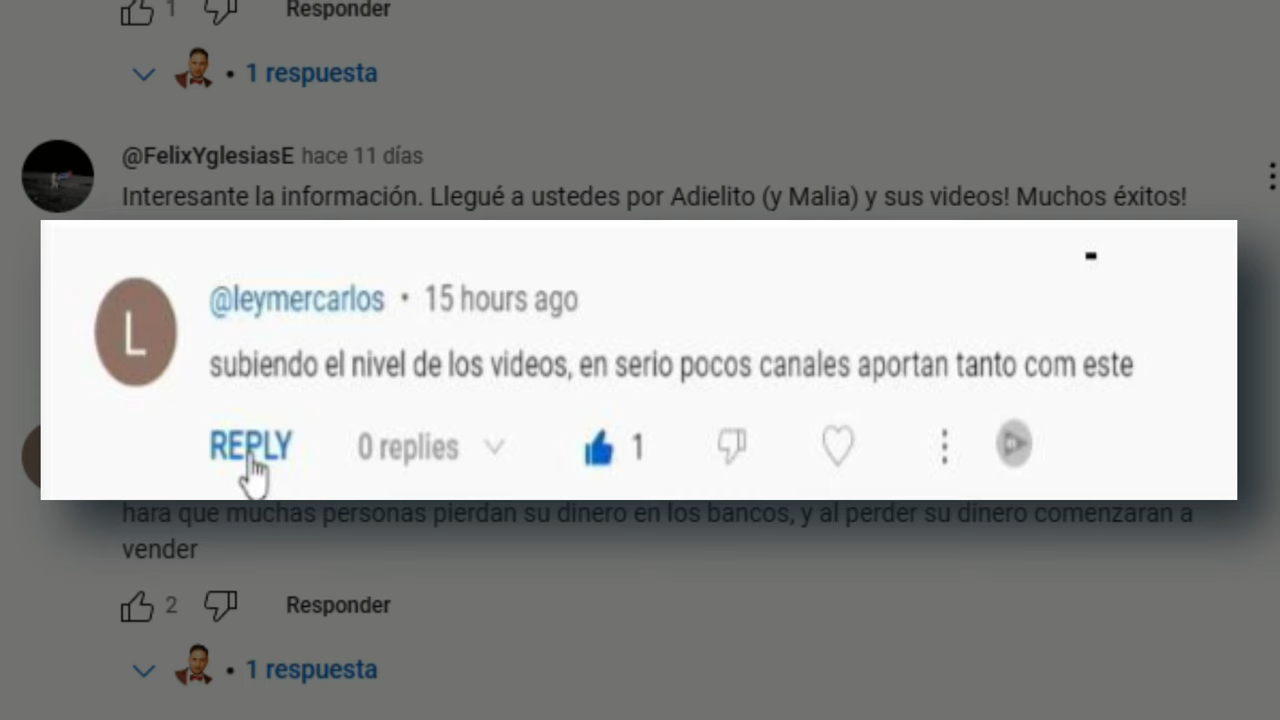 1 Responder
• 1 respuesta
@FelixYglesiasE hace 11 días
Interesante la información. Llegué a ustedes por Adielito (y Malia) y sus videos! Muchos éxitos!
L
@leymercarlos • 15 hours ago
subiendo el nivel de los videos, en serio pocos canales aportan tanto com este
REPLY 0 replies 1
hará que muchas personas pierdan su dinero en los bancos, y al perder su dinero comenzarán a
vender
2 Responder
• 1 respuesta